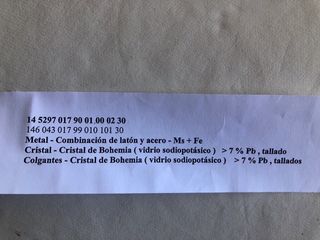 14 5297 017 90 01 00 02 30
146 043 017 99 010 101 30
Metal - Combinación de latón y acero - Ms + Fe
Cristal - Cristal de Bohemia ( vidrio sodiopotásico ) > 7 % Pb , tallado
Colgantes - Cristal de Bohemia ( vidrio sodiopotásico ) > 7 % Pb , tallados